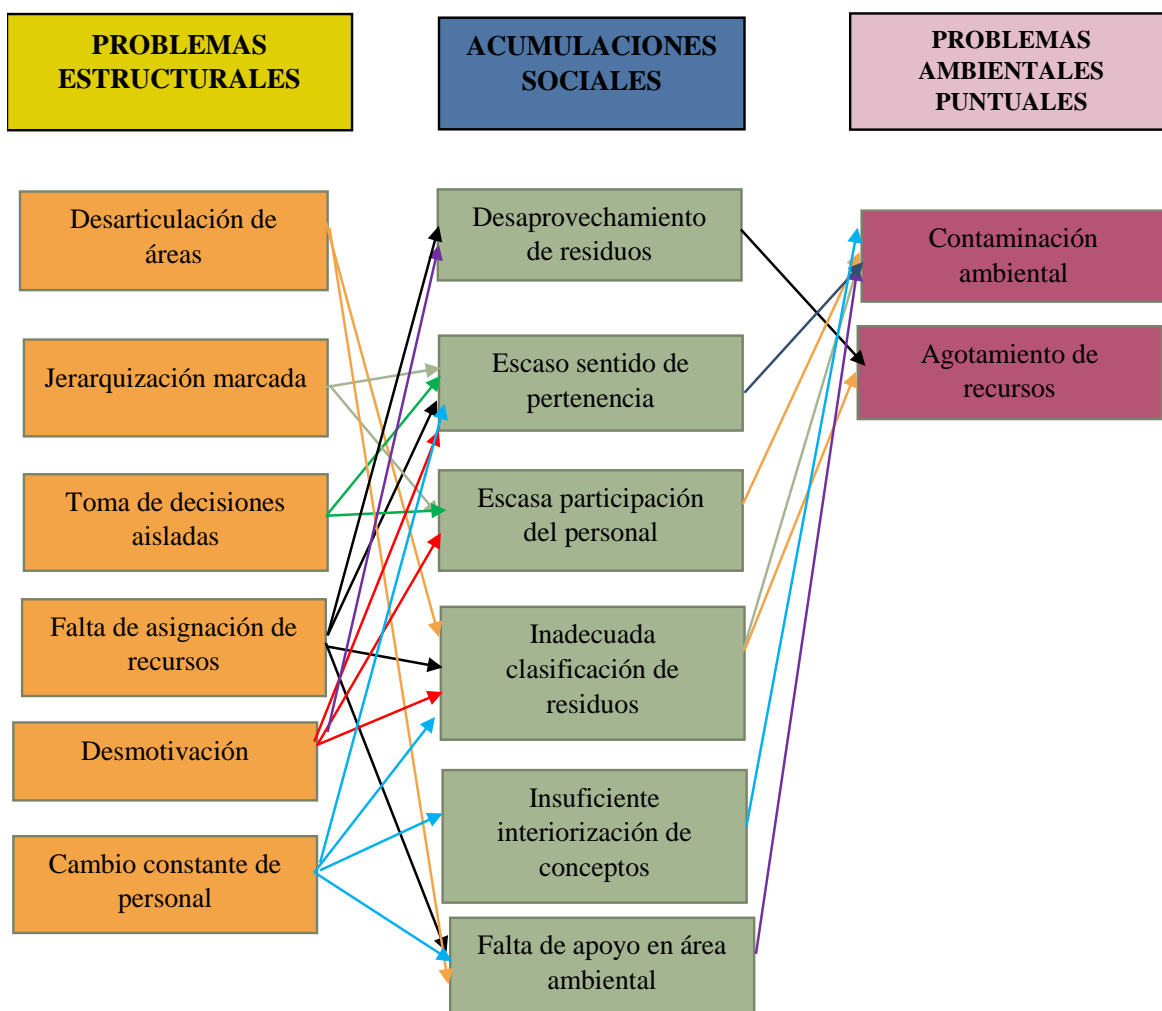 PROBLEMAS
ESTRUCTURALES
ACUMULACIONES
SOCIALES
PROBLEMAS
AMBIENTALES
PUNTUALES
Desarticulación de
áreas
Jerarquización marcada
Toma de decisiones
aisladas
Falta de asignación de
recursos
Desmotivación
Cambio constante de
personal
Desaprovechamiento
de residuos
Escaso sentido de
pertenencia
Escasa participación
del personal
Inadecuada
clasificación de
residuos
Insuficiente
interiorización de
conceptos
Falta de apoyo en área
ambiental
Contaminación
ambiental
Agotamiento de
recursos